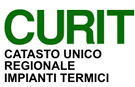 CURIT
CATASTO UNICO
REGIONALE
IMPIANTI TERMICI